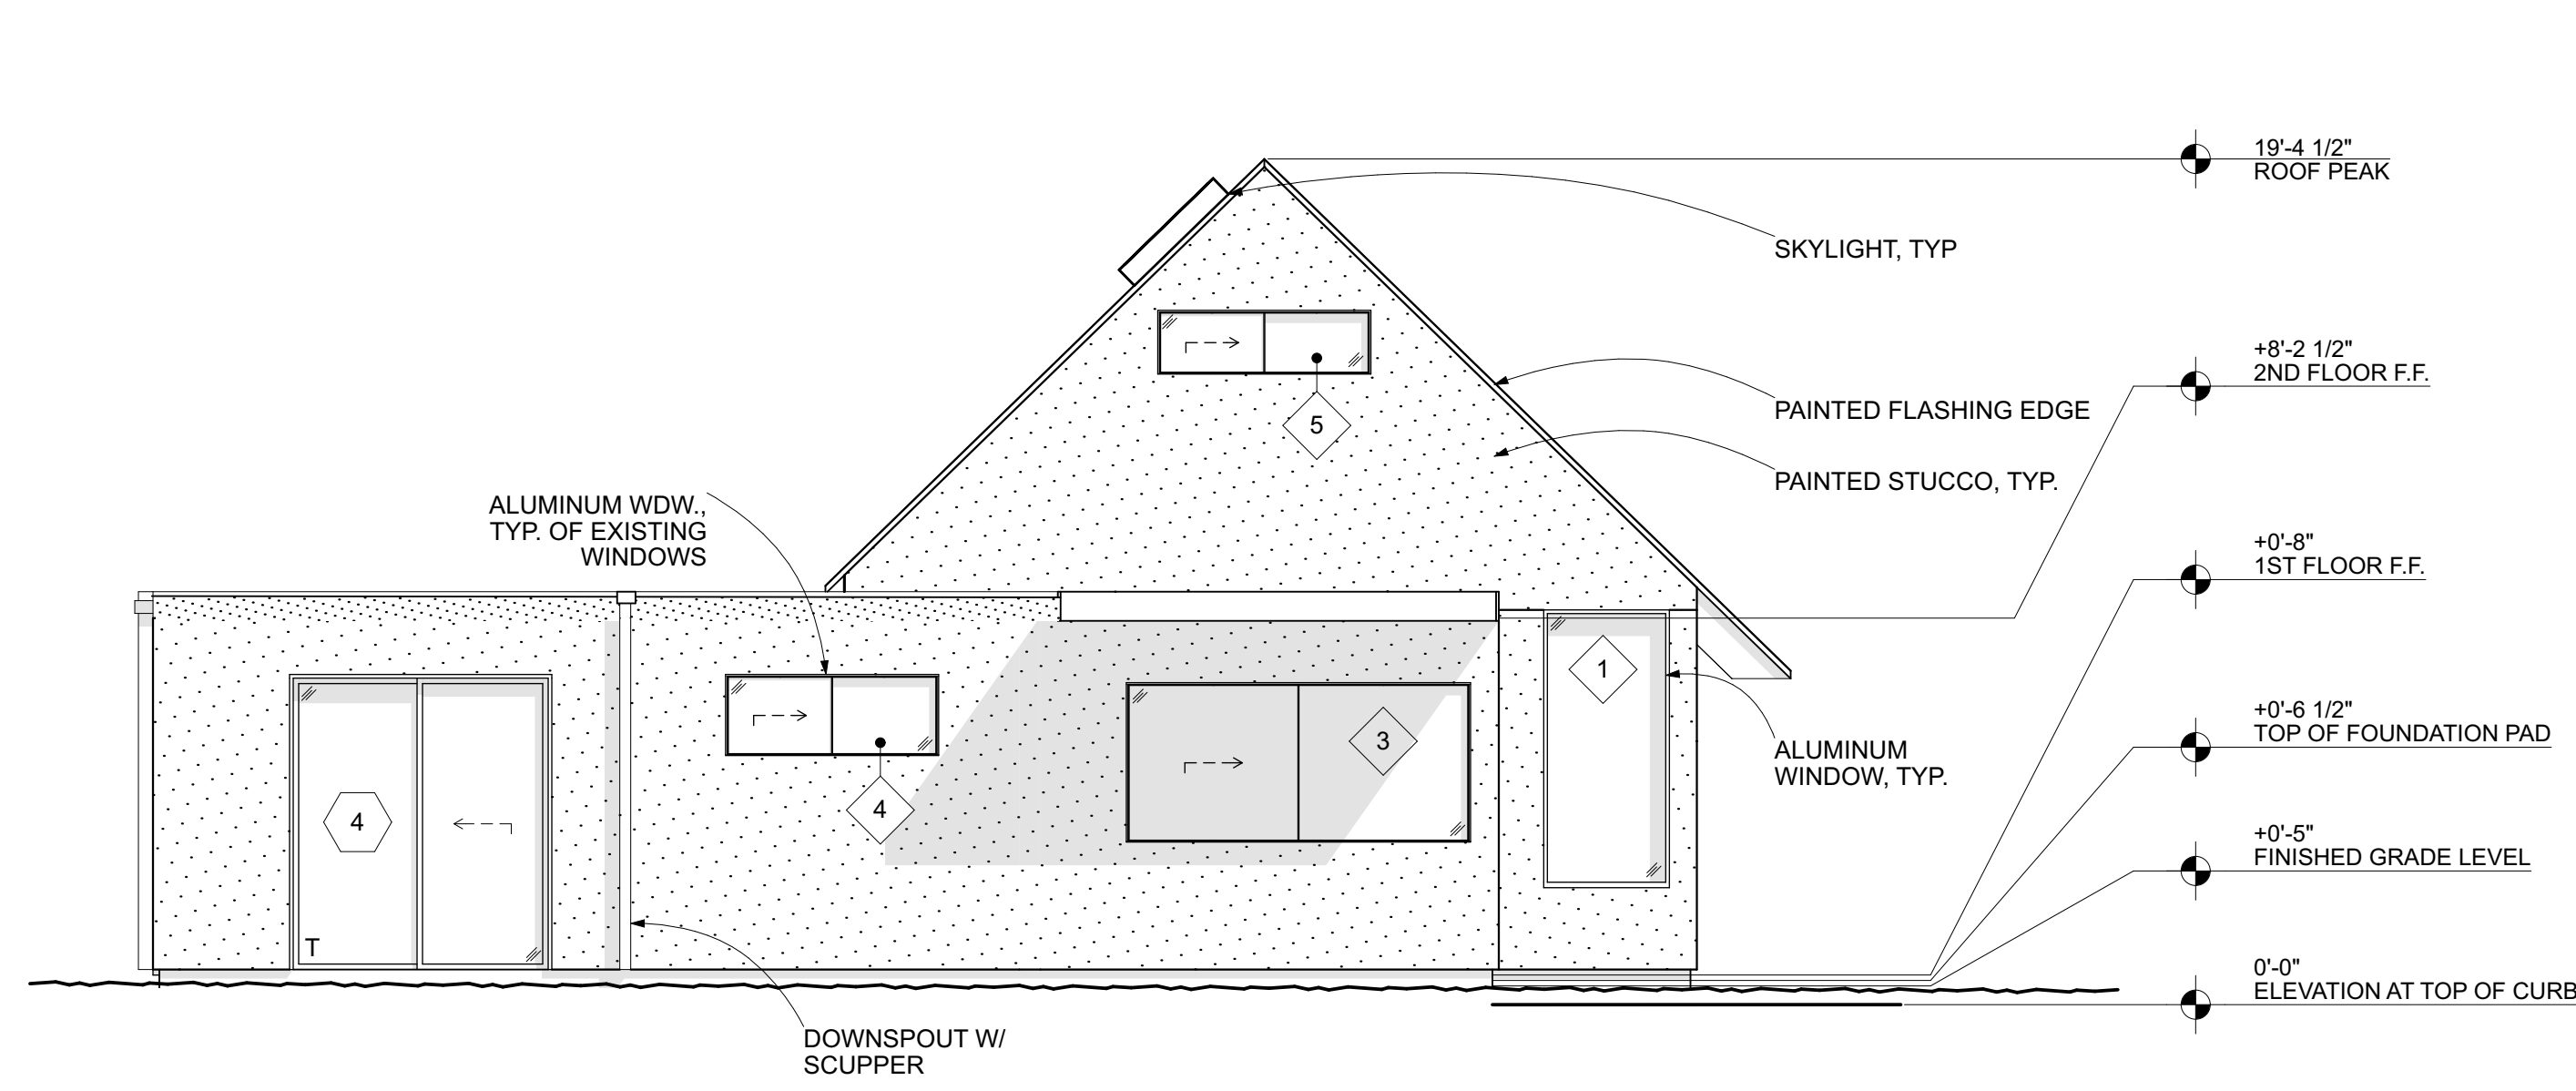 19'-4 1/2"
ROOF PEAK
SKYLIGHT, TYP
+8'-2 1/2"
2ND FLOOR F.F.
PAINTED FLASHING EDGE
5
PAINTED STUCCO, TYP.
ALUMINUM WDW.,
TYP. OF EXISTING
WINDOWS
+0'-8"
1ST FLOOR F.F.
1
+0'-6 1/2"
TOP OF FOUNDATION PAD
3
ALUMINUM
WINDOW, TYP.
4
4
+0'-5"
FINISHED GRADE LEVEL
T
0'-0"
ELEVATION AT TOP OF CURB
DOWNSPOUT W/
SCUPPER